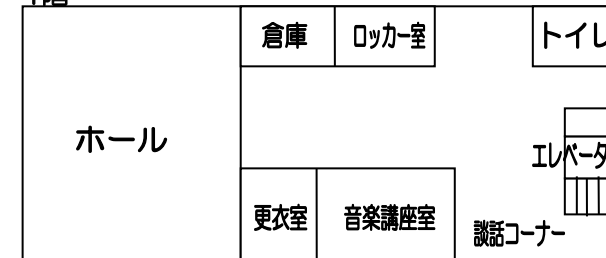 倉庫
ロッカー室
トイレ
ホール
エレベータ
更衣室
音楽講座室
談話コーナー